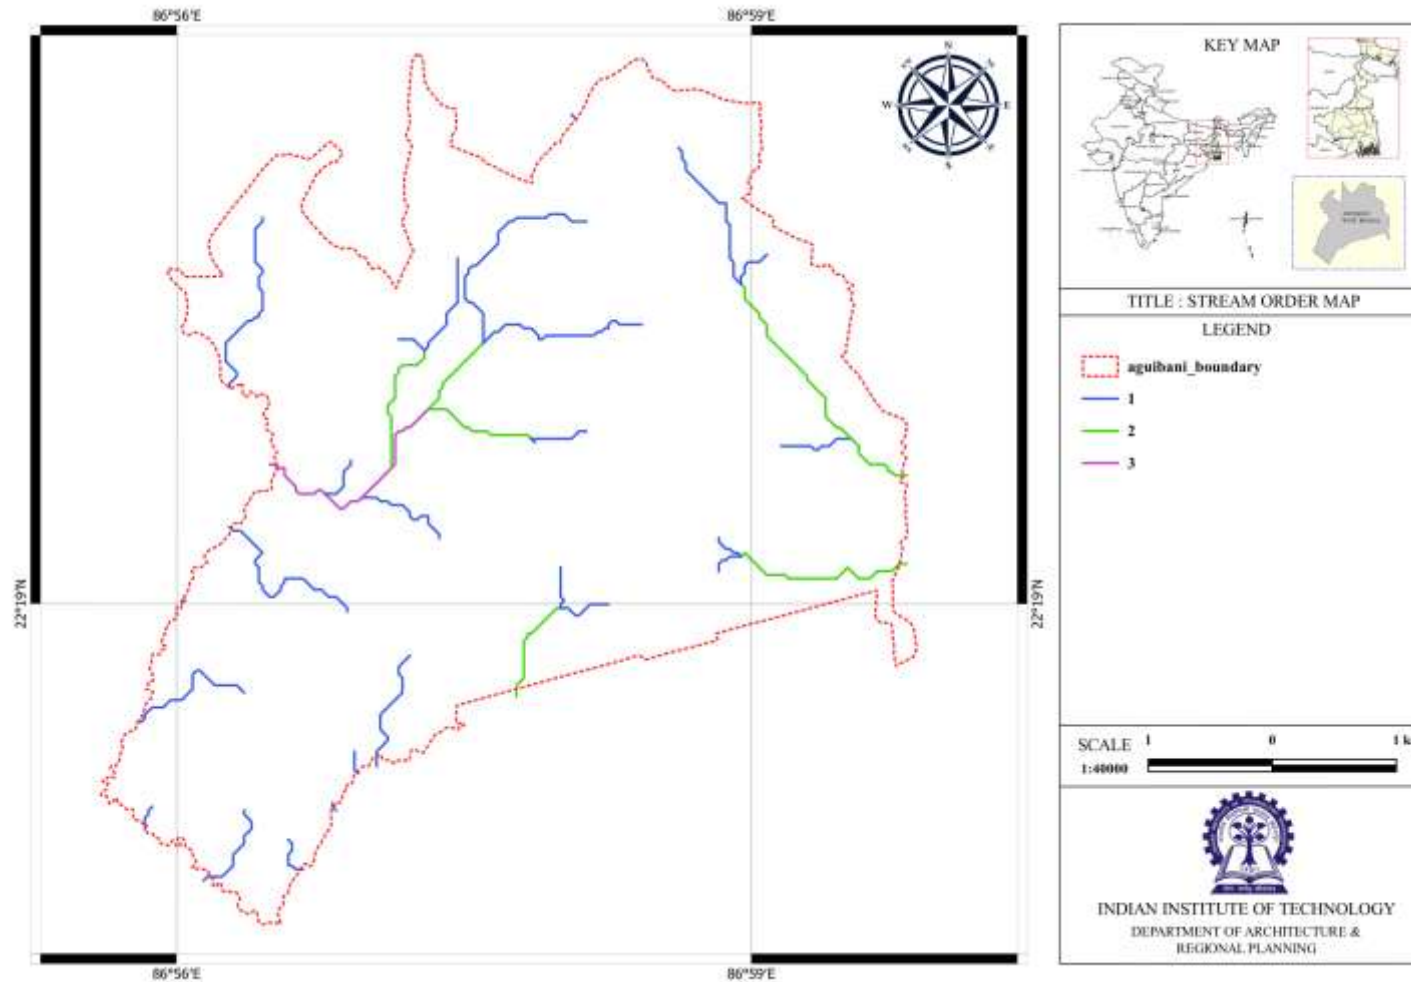 86°56'E
86°59'E
N
W
E
S
22°19'N
22°19'N
86°56'E
86°59'E
KEY MAP
TITLE : STREAM ORDER MAP
LEGEND
aguibani_boundary
1
2
3
SCALE
1:40000
1
0
1 k
INDIAN INSTITUTE OF TECHNOLOGY
DEPARTMENT OF ARCHITECTURE &
REGIONAL PLANNING